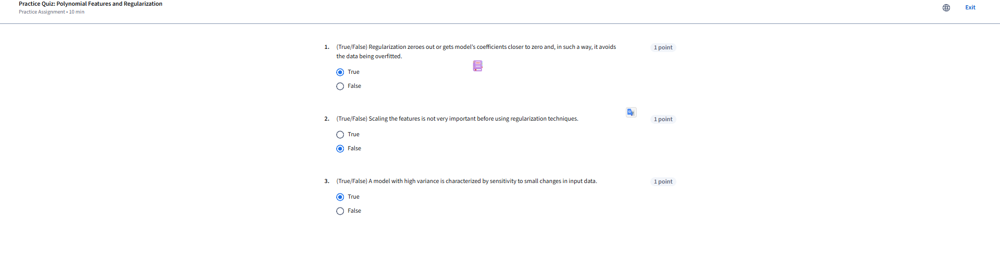 Practice Quiz: Polynomial Features and Regularization
Practice Assignment • 10 min
Exit
1. (True/False) Regularization zeroes out or gets model’s coefficients closer to zero and, in such a way, it avoids
the data being overfitted.
1 point
True
False
2. (True/False) Scaling the features is not very important before using regularization techniques.
1 point
True
False
3. (True/False) A model with high variance is characterized by sensitivity to small changes in input data.
1 point
True
False